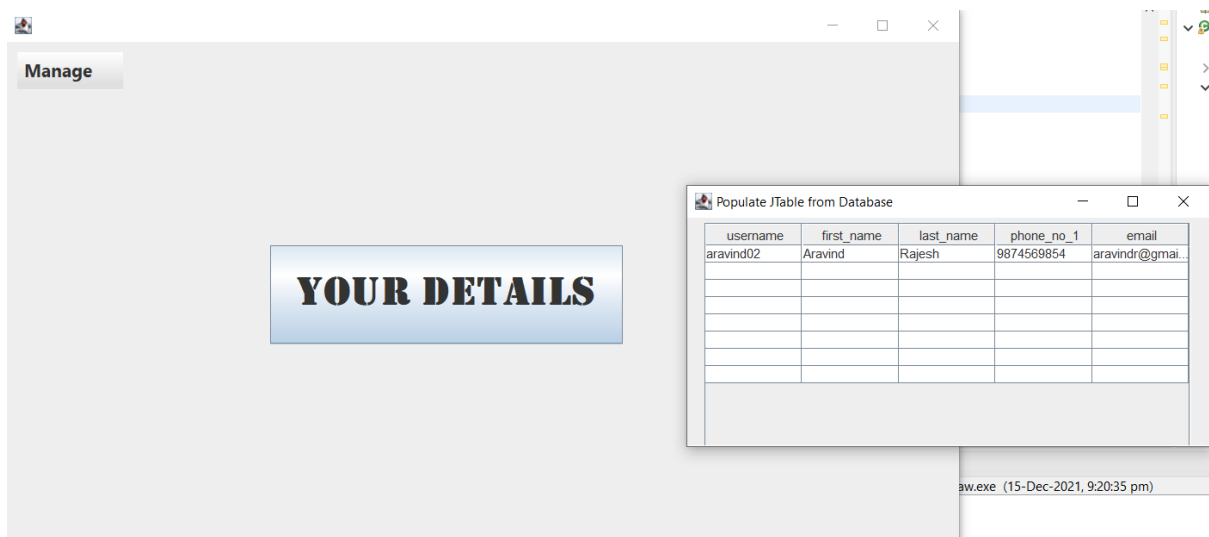 Manage
YOUR DETAILS
Populate JTable from Database
username first_name last_name phone_no_1 email
aravind02 Aravind Rajesh 9874569854 aravindr@gmai...
aw.exe (15-Dec-2021, 9:20:35 pm)